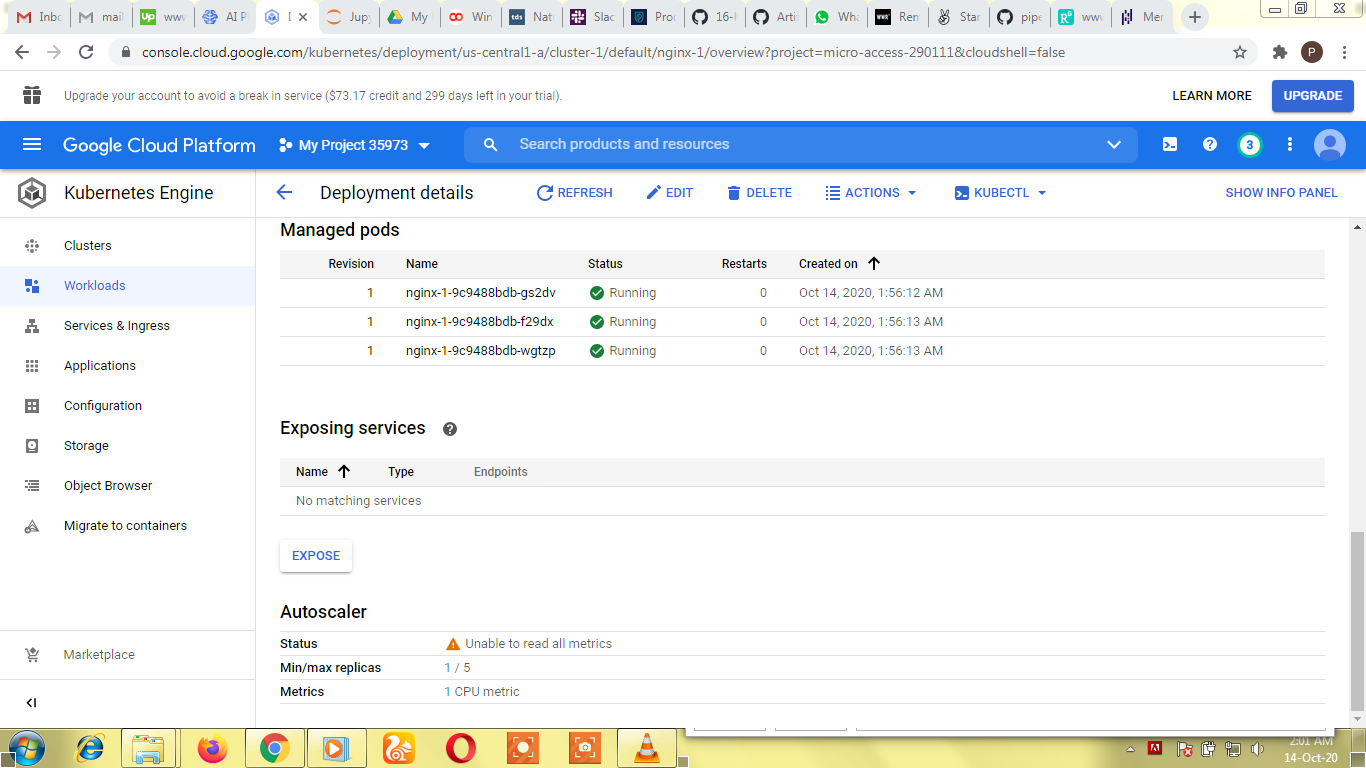 Inbo
mail
up www
AI P
D
Jup
My
Win
tds Nat
Slac
Proc
16-
Arti
Wha
WWR Rem
Star
pipe
www
Mer
console.cloud.google.com/kubernetes/deployment/us-central1-a/cluster-1/default/nginx-1/overview?project=micro-access-290111&cloudshell=false
P
Upgrade your account to avoid a break in service ($73.17 credit and 299 days left in your trial).
LEARN MORE
UPGRADE
Google Cloud Platform
My Project 35973
Search products and resources
3
Kubernetes Engine
Deployment details
REFRESH
EDIT
DELETE
ACTIONS
KUBECTL
SHOW INFO PANEL
Clusters
Workloads
Services & Ingress
Applications
Configuration
Storage
Object Browser
Migrate to containers
Marketplace
Managed pods
Revision Name Status Restarts Created on
1 nginx-1-9c9488bdb-gs2dv Running 0 Oct 14, 2020, 1:56:12 AM
1 nginx-1-9c9488bdb-f29dx Running 0 Oct 14, 2020, 1:56:13 AM
1 nginx-1-9c9488bdb-wgtzp Running 0 Oct 14, 2020, 1:56:13 AM
Exposing services
Name Type Endpoints
No matching services
EXPOSE
Autoscaler
Status Unable to read all metrics
Min/max replicas 1 / 5
Metrics 1 CPU metric
2:01 AM
14-Oct-20